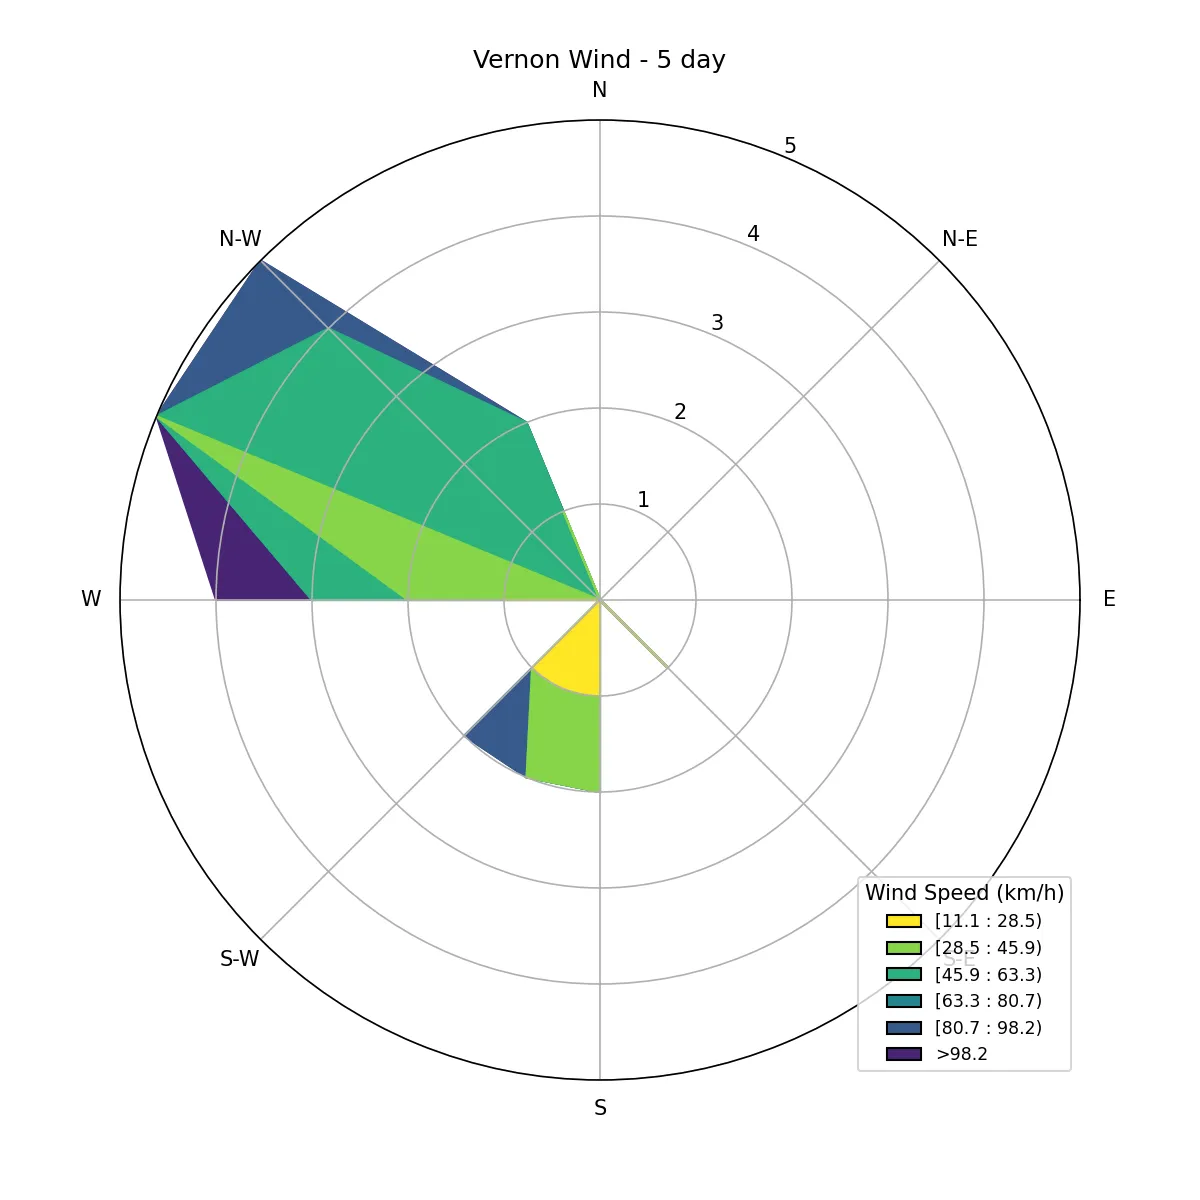 Vernon Wind - 5 day
N
5
N-W
4
N-E
3
2
1
W
E
S-W
S-E
Wind Speed (km/h)
[11.1 : 28.5)
[28.5 : 45.9)
[45.9 : 63.3)
[63.3 : 80.7)
[80.7 : 98.2)
>98.2
S